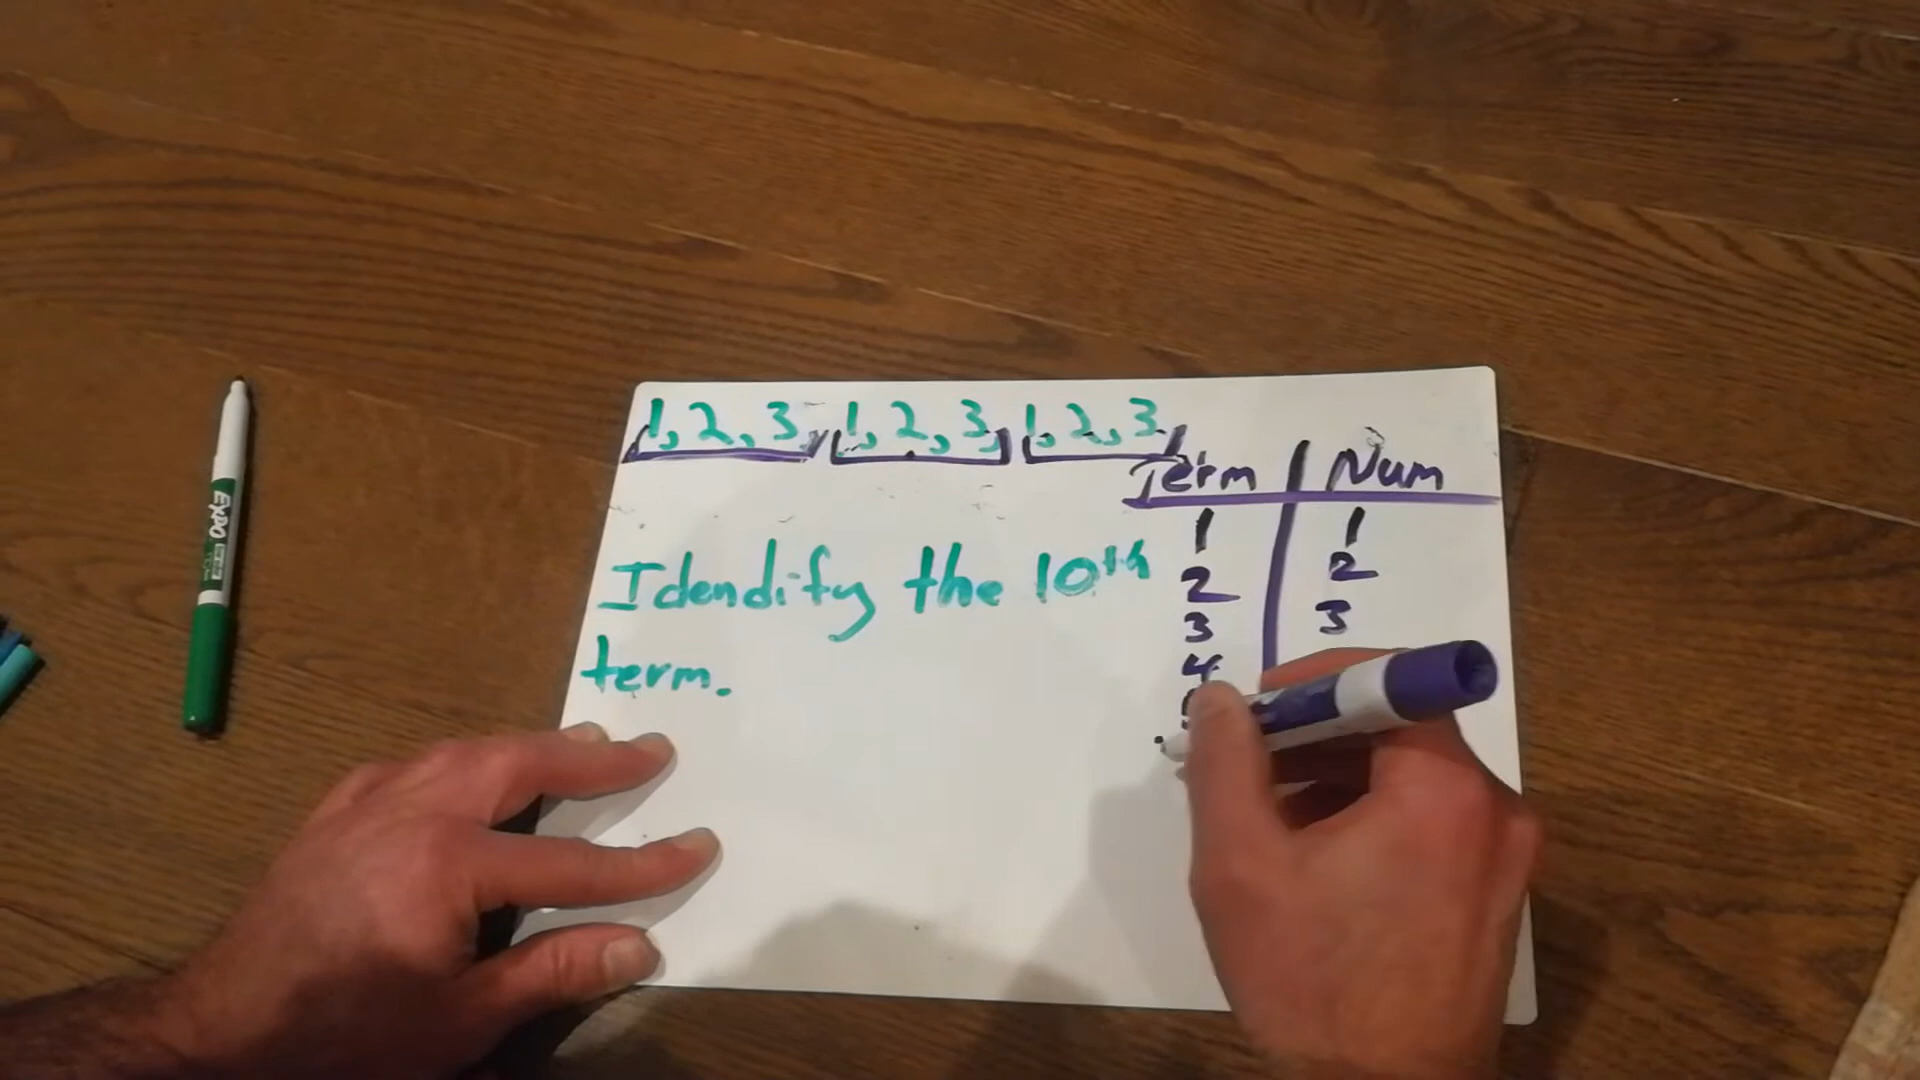 1, 2, 3, 1, 2, 3, 1, 2, 3
Idendify the 10th
term.
Term Num
1 1
2 2
3 3
4
EXPO